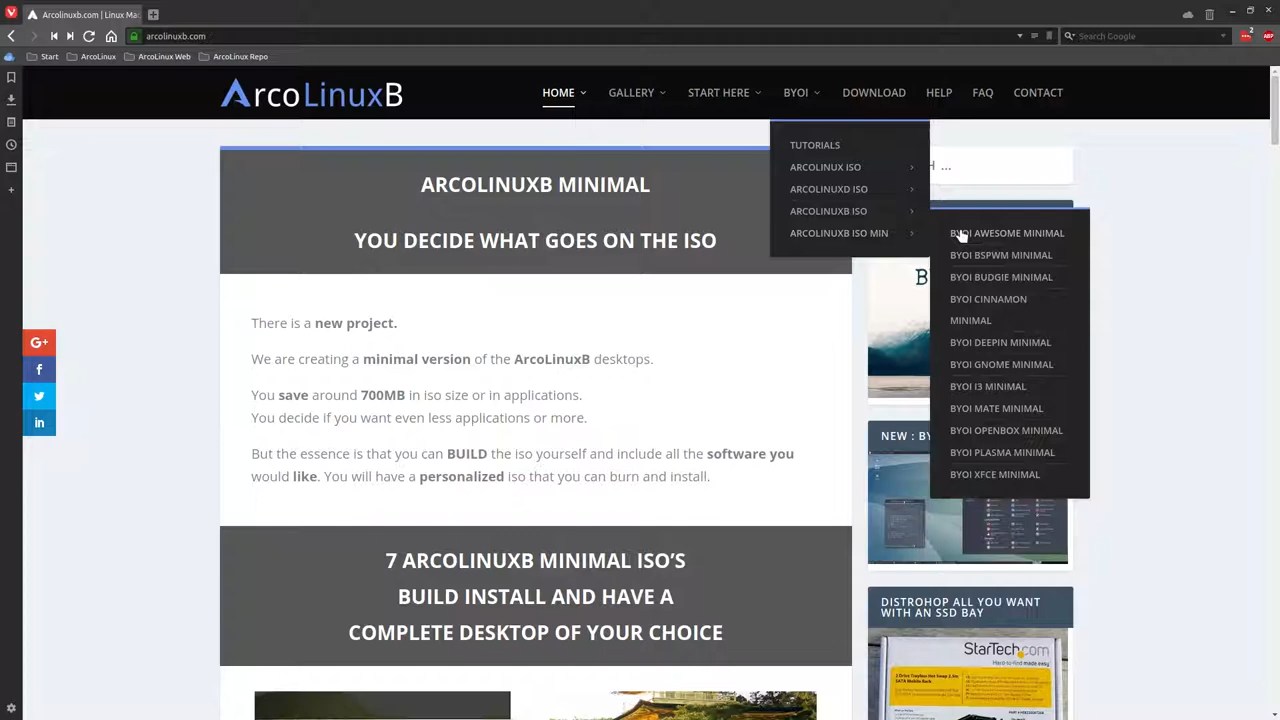 Arcolinuxb.com | Linux Ma
arcolinuxb.com
Search Google
2
ABP
Start
ArcoLinux
ArcoLinux Web
ArcoLinux Repo
ArcoLinuxB
HOME
GALLERY
START HERE
BYOI
DOWNLOAD
HELP
FAQ
CONTACT
TUTORIALS
ARCOLINUX ISO
ARCOLINUXD ISO
ARCOLINUXB ISO
ARCOLINUXB ISO MIN
BYOI AWESOME MINIMAL
BYOI BSPWM MINIMAL
BYOI BUDGIE MINIMAL
BYOI CINNAMON
MINIMAL
BYOI DEEPIN MINIMAL
BYOI GNOME MINIMAL
BYOI I3 MINIMAL
BYOI MATE MINIMAL
BYOI OPENBOX MINIMAL
BYOI PLASMA MINIMAL
BYOI XFCE MINIMAL
ARCOLINUXB MINIMAL
YOU DECIDE WHAT GOES ON THE ISO
There is a new project.
We are creating a minimal version of the ArcoLinuxB desktops.
You save around 700MB in iso size or in applications.
You decide if you want even less applications or more.
But the essence is that you can BUILD the iso yourself and include all the software you
would like. You will have a personalized iso that you can burn and install.
7 ARCOLINUXB MINIMAL ISO'S
BUILD INSTALL AND HAVE A
COMPLETE DESKTOP OF YOUR CHOICE
G+
f
in
H ...
B
NEW : BY
DISTROHOP ALL YOU WANT
WITH AN SSD BAY
StarTech.com
Hard-to-find made easy